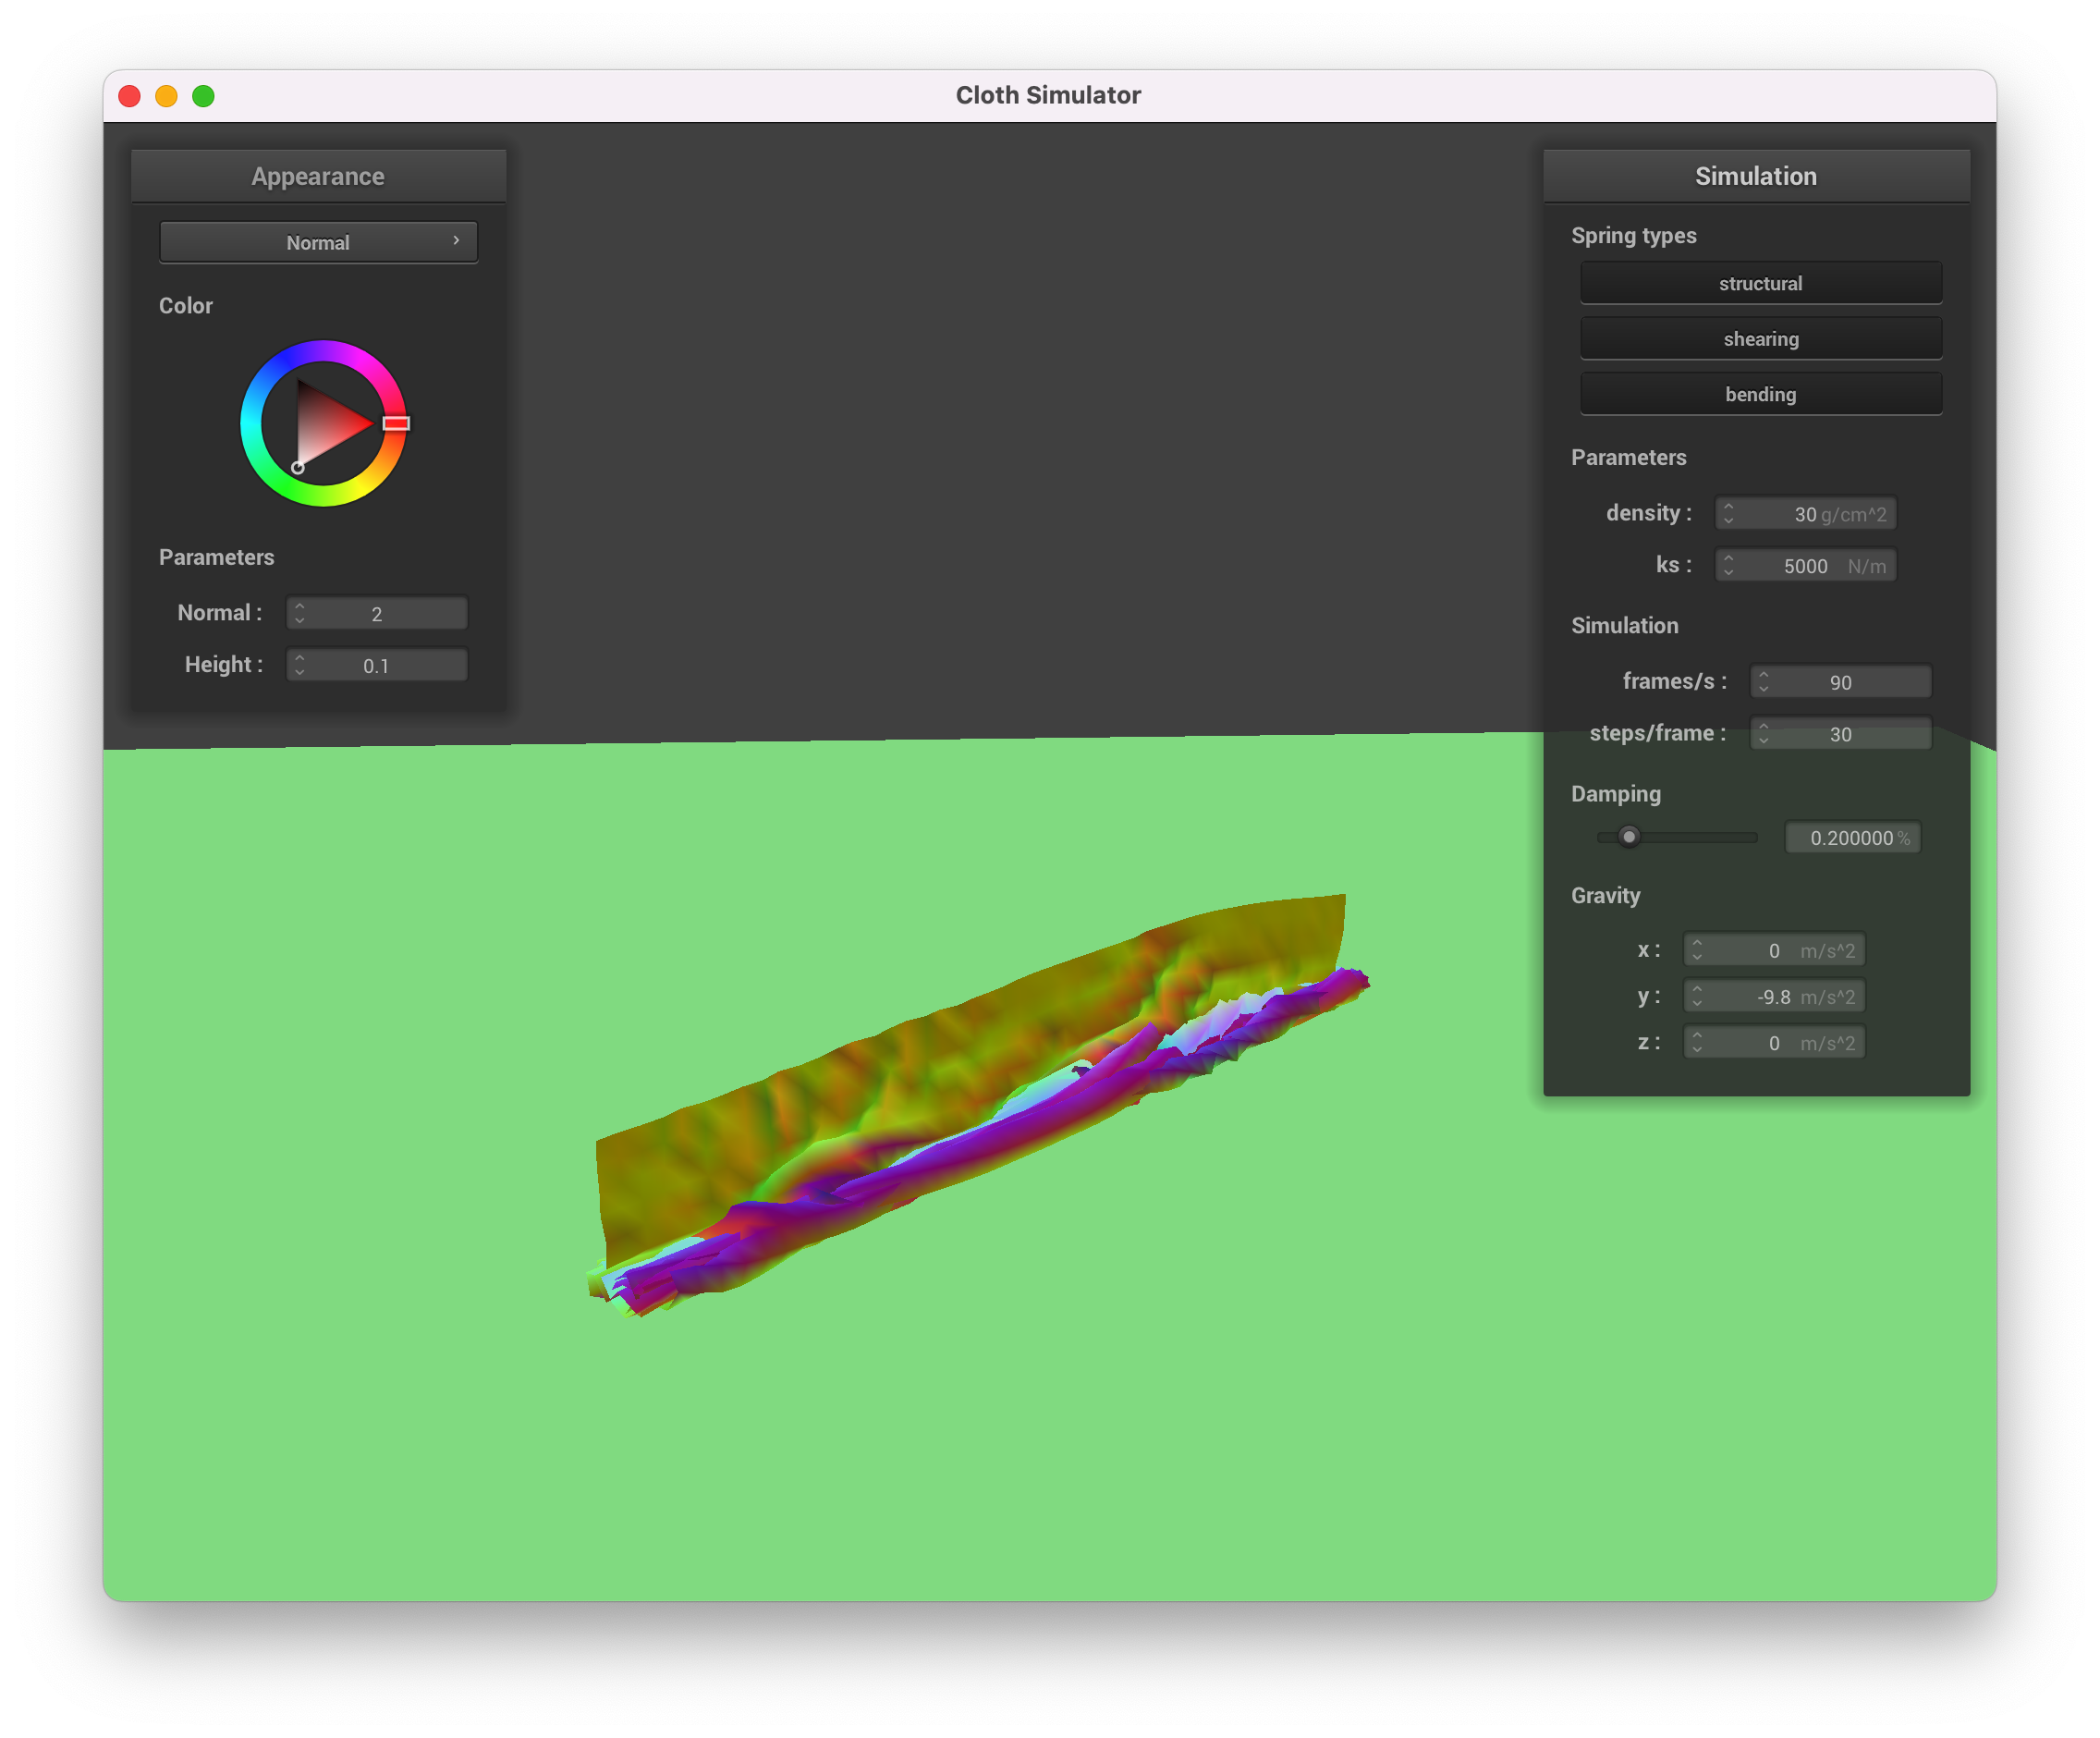 Cloth Simulator
Appearance
Normal
Color
Parameters
Normal : 2
Height : 0.1
Simulation
Spring types
structural
shearing
bending
Parameters
density : 30 g/cm^2
ks : 5000 N/m
Simulation
frames/s : 90
steps/frame : 30
Damping
0.200000 %
Gravity
x : 0 m/s^2
y : -9.8 m/s^2
z : 0 m/s^2